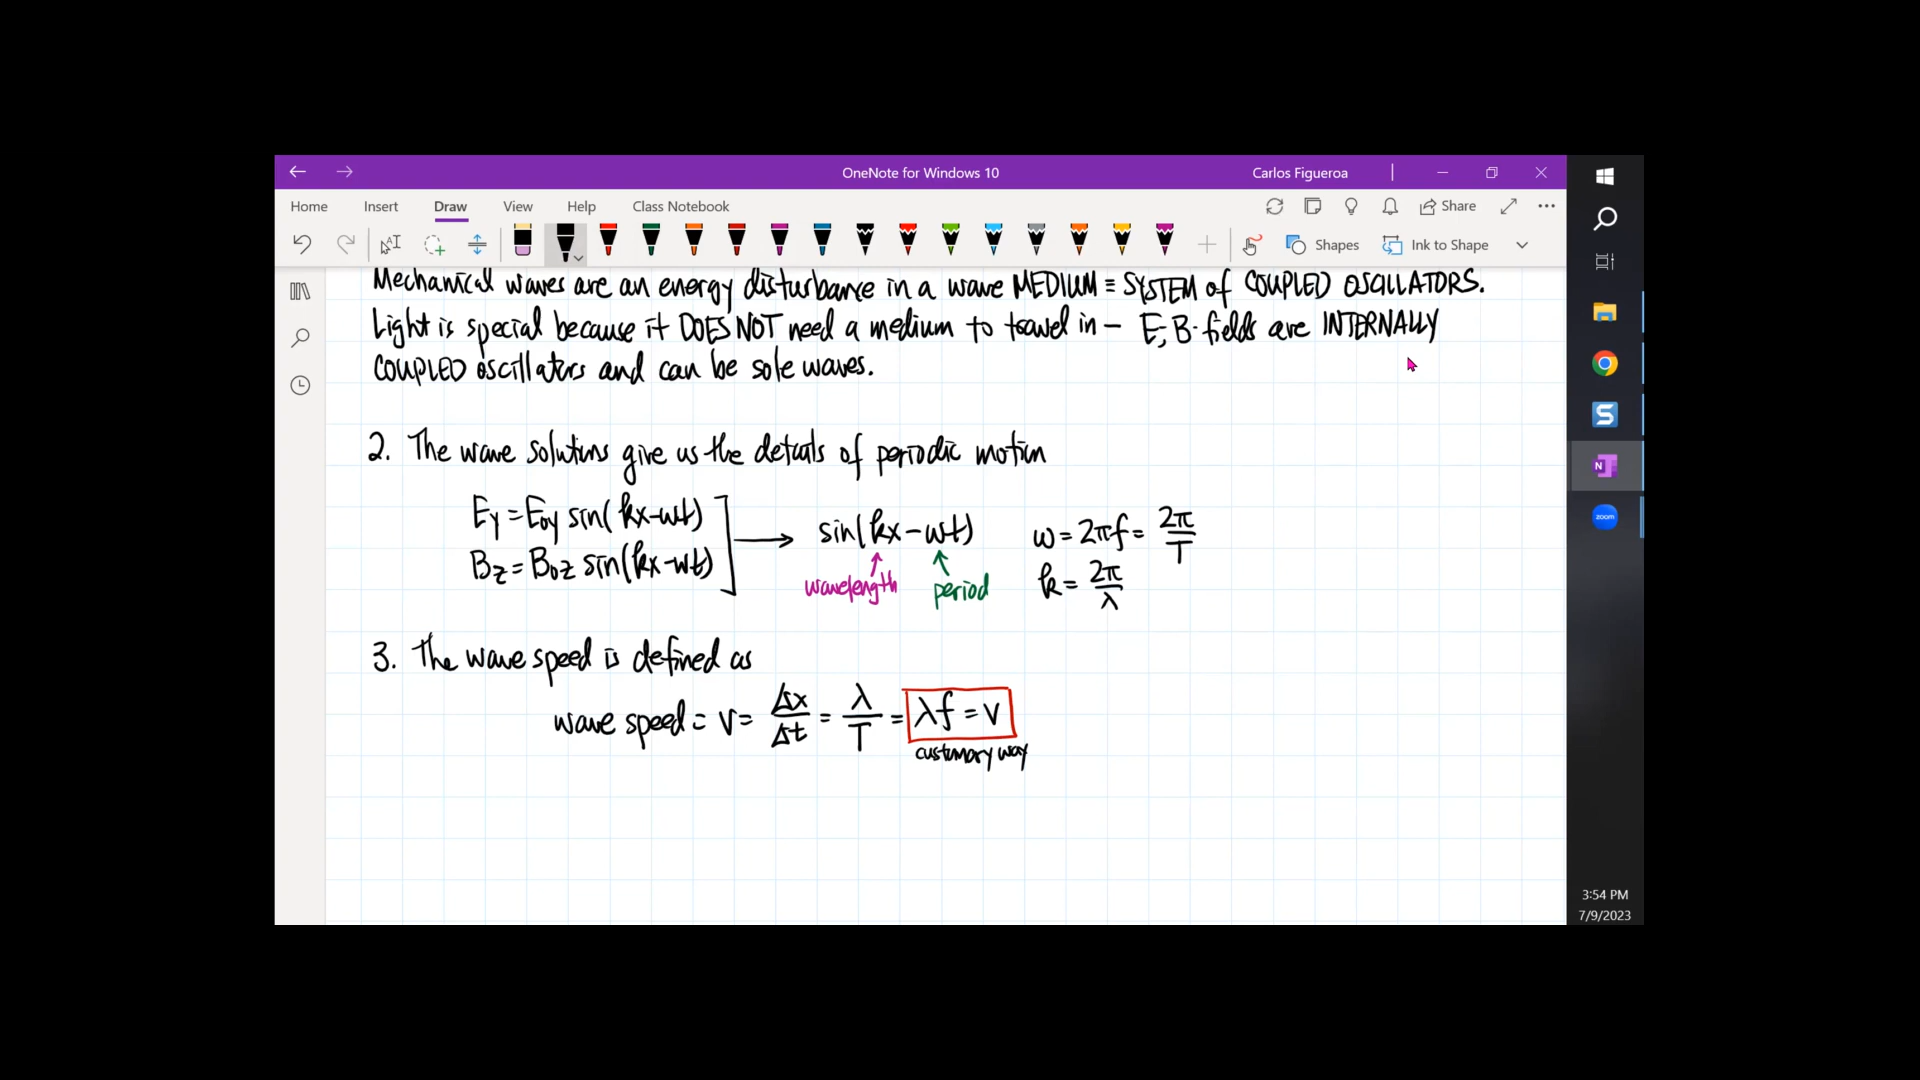 OneNote for Windows 10
Carlos Figueroa
Home Insert Draw View Help Class Notebook
Share
Shapes
Ink to Shape
Mechanical waves are an energy disturbance in a wave MEDIUM ≡ SYSTEM of COUPLED OSCILLATORS.
Light is special because it DOES NOT need a medium to travel in – E, B-fields are INTERNALLY
COUPLED oscillators and can be sole waves.
2. The wave solutions give us the details of periodic motion
E_y = E_0y sin(kx-ωt)
B_z = B_0z sin(kx-ωt)
→ sin(kx-ωt)
wavelength
period
ω = 2πf = 2π/T
k = 2π/λ
3. The wave speed is defined as
wave speed = v = Δx/Δt = λ/T = λf = v
customary way
zoom
3:54 PM
7/9/2023